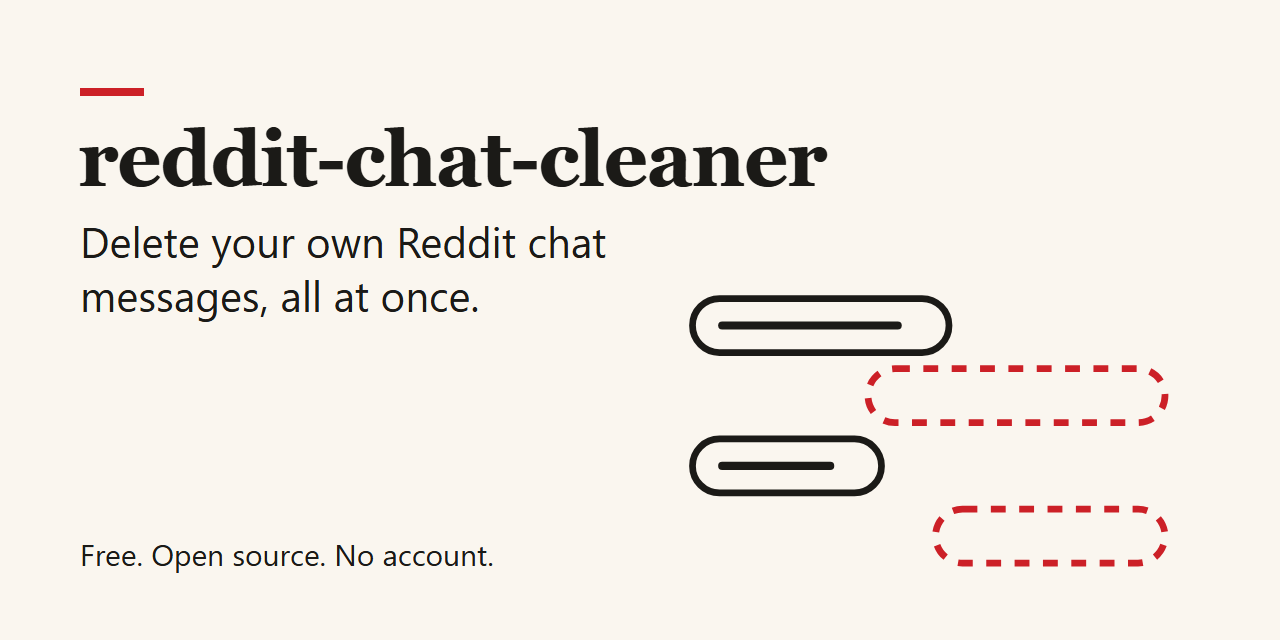 reddit-chat-cleaner
Delete your own Reddit chat
messages, all at once.
Free. Open source. No account.